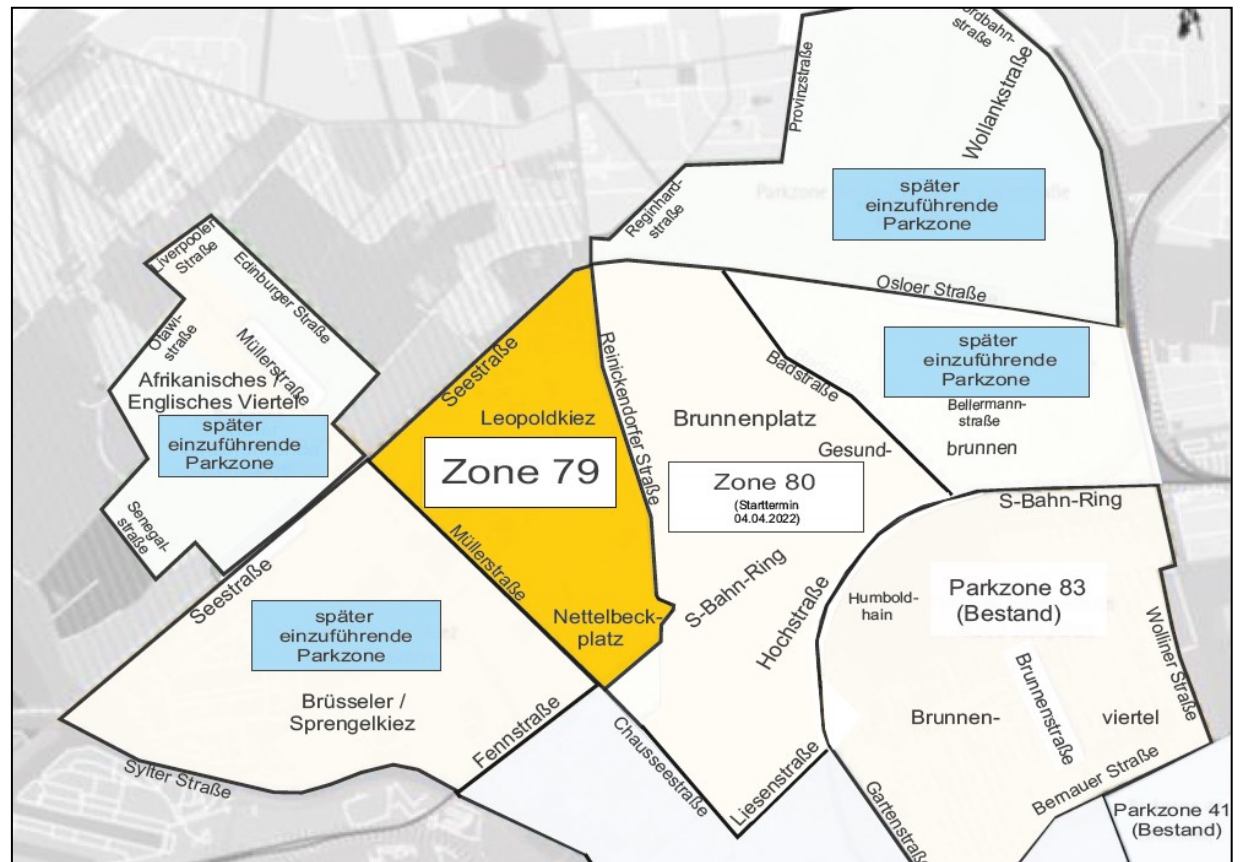 ordbahn-
straße
Wollankstraße
Provinzstraße
Reginhard-
straße
später
einzuführende
Parkzone
Osloer Straße
Liverpooler
Straße
Edinburger Straße
Otawi-
straße
Müllerstraße
Afrikanisches /
Englisches Viertel
später
einzuführende
Parkzone
Senegal-
straße
Seestraße
Seestraße
Leopoldkiez
Zone 79
Müllerstraße
Nettelbeck-
platz
Reinickendorfer Straße
Brunnenplatz
Badstraße
Gesund-
brunnen
später
einzuführende
Parkzone
Bellermann-
straße
Zone 80
(Starttermin
04.04.2022)
S-Bahn-Ring
S-Bahn-Ring
Hochstraße
Humbold-
hain
Parkzone 83
(Bestand)
Wolliner Straße
Brunnenstraße
Brunnen-
viertel
Bernauer Straße
Gartenstraße
Liesenstraße
Chausseestraße
Fennstraße
später
einzuführende
Parkzone
Brüsseler /
Sprengelkiez
Sylter Straße
Parkzone 41
(Bestand)